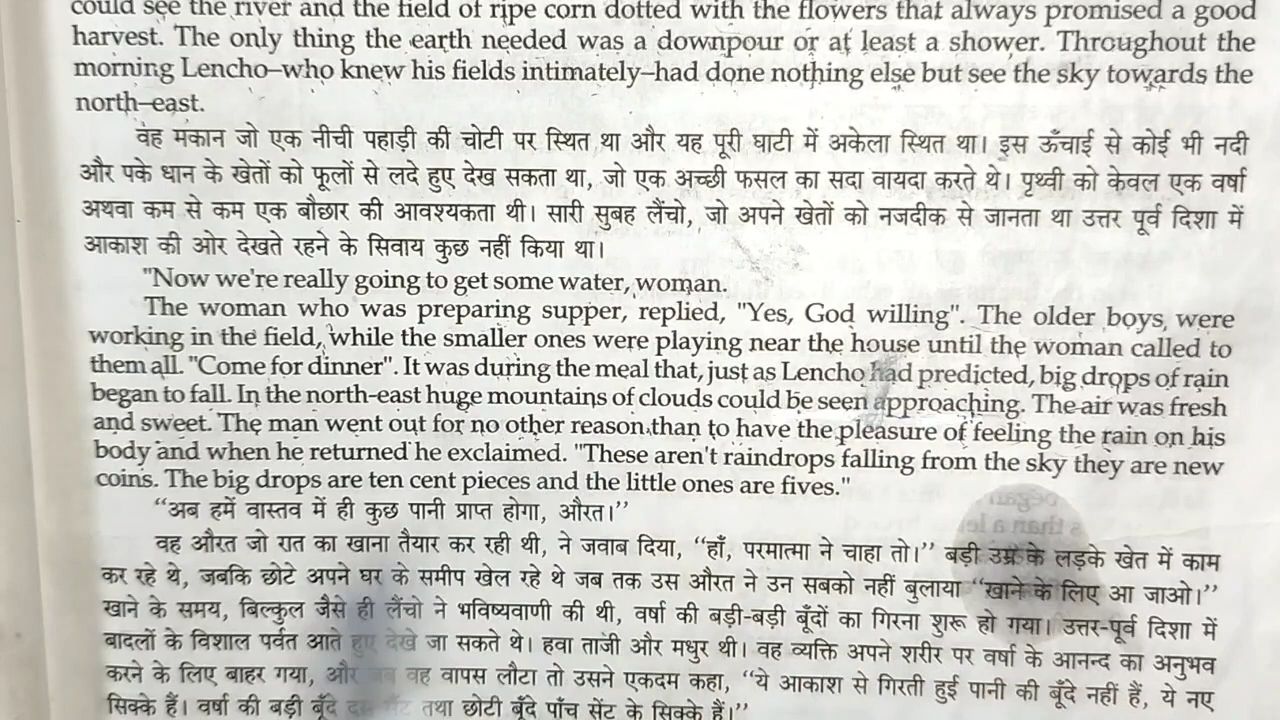 could see the river and the field of ripe corn dotted with the flowers that always promised a good
harvest. The only thing the earth needed was a downpour or at least a shower. Throughout the
morning Lencho–who knew his fields intimately–had done nothing else but see the sky towards the
north–east.
वह मकान जो एक नीची पहाड़ी की चोटी पर स्थित था और यह पूरी घाटी में अकेला स्थित था। इस ऊँचाई से कोई भी नदी
और पके धान के खेतों को फूलों से लदे हुए देख सकता था, जो एक अच्छी फसल का सदा वायदा करते थे। पृथ्वी को केवल एक वर्षा
अथवा कम से कम एक बौछार की आवश्यकता थी। सारी सुबह लैंचो, जो अपने खेतों को नजदीक से जानता था उत्तर पूर्व दिशा में
आकाश की ओर देखते रहने के सिवाय कुछ नहीं किया था।
"Now we're really going to get some water, woman.
The woman who was preparing supper, replied, "Yes, God willing". The older boys were
working in the field, while the smaller ones were playing near the house until the woman called to
them all. "Come for dinner". It was during the meal that, just as Lencho had predicted, big drops of rain
began to fall. In the north-east huge mountains of clouds could be seen approaching. The air was fresh
and sweet. The man went out for no other reason than to have the pleasure of feeling the rain on his
body and when he returned he exclaimed. "These aren't raindrops falling from the sky they are new
coins. The big drops are ten cent pieces and the little ones are fives."
‘‘अब हमें वास्तव में ही कुछ पानी प्राप्त होगा, औरत।’’
वह औरत जो रात का खाना तैयार कर रही थी, ने जवाब दिया, ‘‘हाँ, परमात्मा ने चाहा तो।’’ बड़ी उम्र के लड़के खेत में काम
कर रहे थे, जबकि छोटे अपने घर के समीप खेल रहे थे जब तक उस औरत ने उन सबको नहीं बुलाया ‘‘खाने के लिए आ जाओ।’’
खाने के समय, बिल्कुल जैसे ही लैंचो ने भविष्यवाणी की थी, वर्षा की बड़ी-बड़ी बूँदों का गिरना शुरू हो गया। उत्तर-पूर्व दिशा में
बादलों के विशाल पर्वत आते हुए देखे जा सकते थे। हवा ताजी और मधुर थी। वह व्यक्ति अपने शरीर पर वर्षा के आनन्द का अनुभव
करने के लिए बाहर गया, और जब वह वापस लौटा तो उसने एकदम कहा, ‘‘ये आकाश से गिरती हुई पानी की बूँदे नहीं हैं, ये नए
सिक्के हैं। वर्षा की बड़ी बूँदे दस सेंट तथा छोटी बूँदे पाँच सेंट के सिक्के हैं।’’